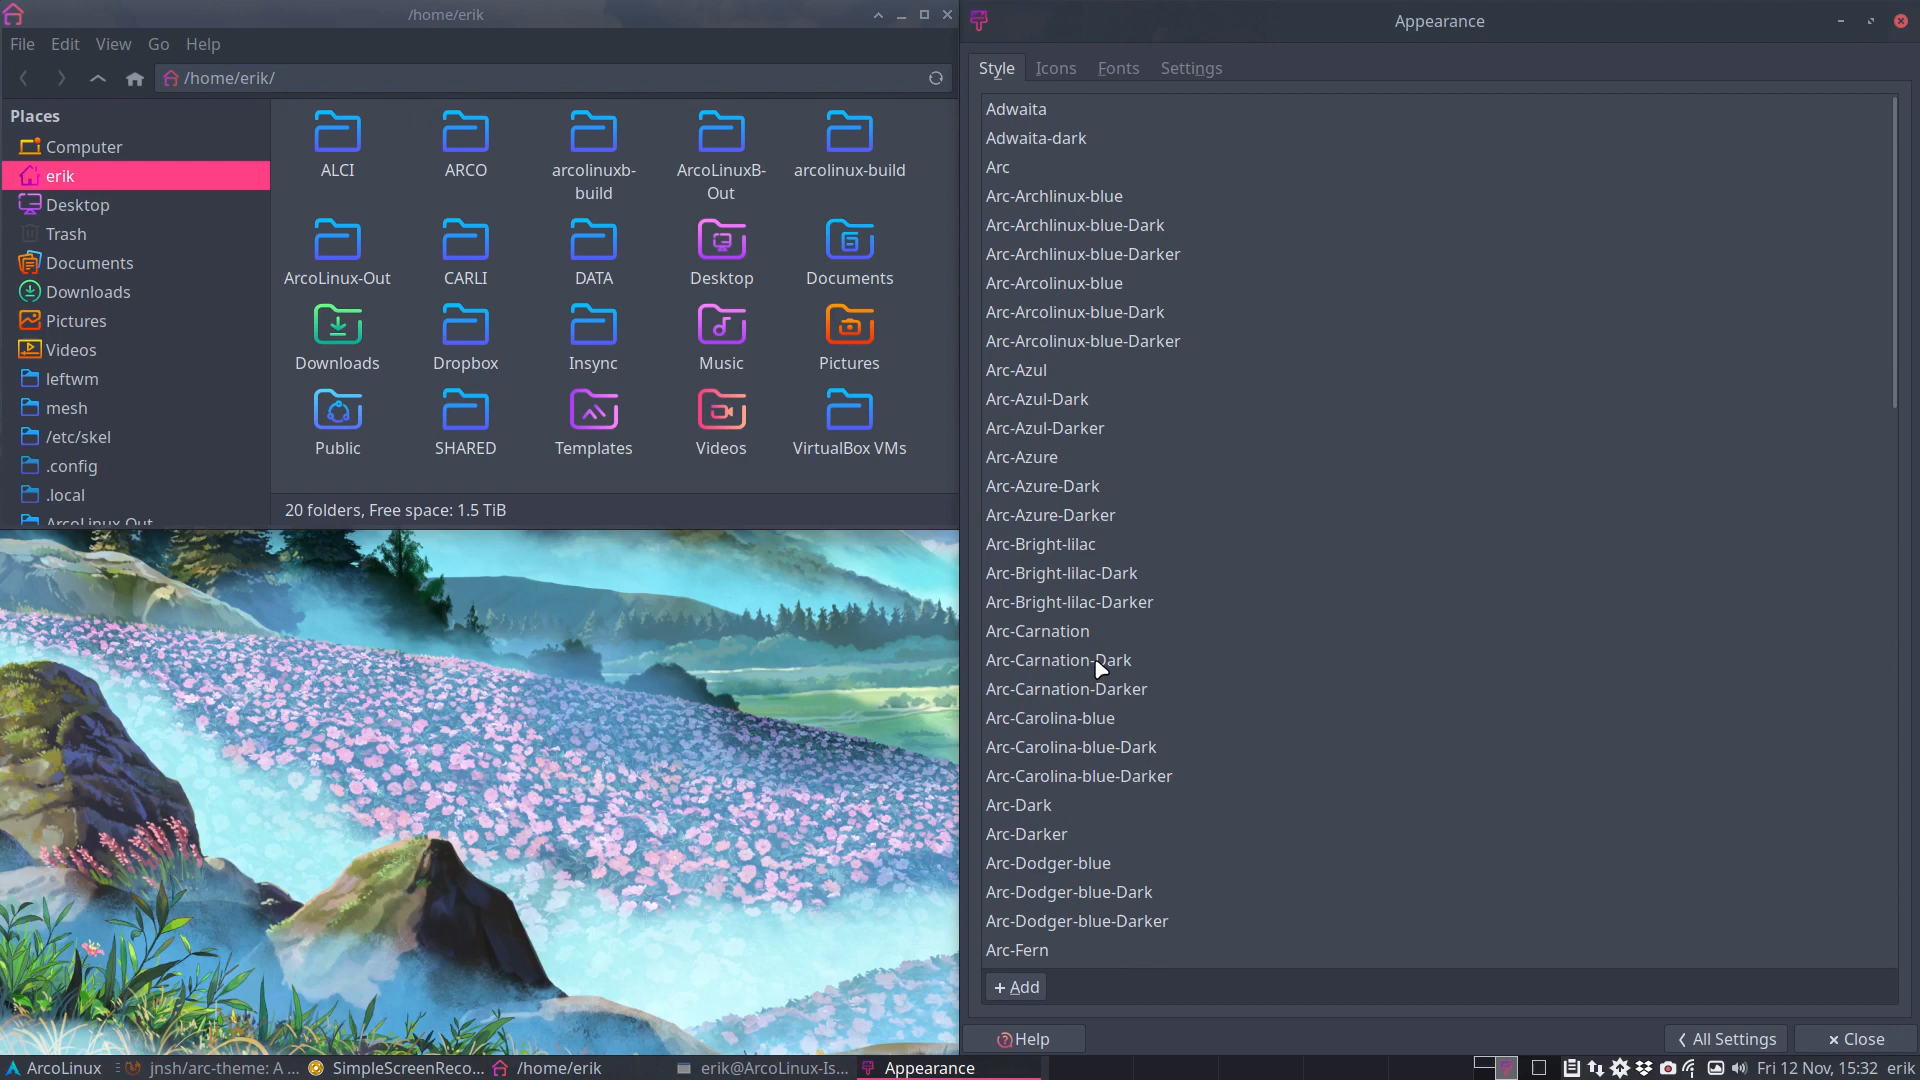 /home/erik
File Edit View Go Help
/home/erik/
Places
Computer
erik
Desktop
Trash
Documents
Downloads
Pictures
Videos
leftwm
mesh
/etc/skel
.config
.local
ArcoLinux Out
ALCI ARCO arcolinuxb- ArcoLinuxB- arcolinux-build
build Out
ArcoLinux-Out CARLI DATA Desktop Documents
Downloads Dropbox Insync Music Pictures
Public SHARED Templates Videos VirtualBox VMs
20 folders, Free space: 1.5 TiB
Appearance
Style Icons Fonts Settings
Adwaita
Adwaita-dark
Arc
Arc-Archlinux-blue
Arc-Archlinux-blue-Dark
Arc-Archlinux-blue-Darker
Arc-Arcolinux-blue
Arc-Arcolinux-blue-Dark
Arc-Arcolinux-blue-Darker
Arc-Azul
Arc-Azul-Dark
Arc-Azul-Darker
Arc-Azure
Arc-Azure-Dark
Arc-Azure-Darker
Arc-Bright-lilac
Arc-Bright-lilac-Dark
Arc-Bright-lilac-Darker
Arc-Carnation
Arc-Carnation-Dark
Arc-Carnation-Darker
Arc-Carolina-blue
Arc-Carolina-blue-Dark
Arc-Carolina-blue-Darker
Arc-Dark
Arc-Darker
Arc-Dodger-blue
Arc-Dodger-blue-Dark
Arc-Dodger-blue-Darker
Arc-Fern
+ Add
Help All Settings Close
ArcoLinux jnsh/arc-theme: A ... SimpleScreenReco... /home/erik erik@ArcoLinux-Is... Appearance Fri 12 Nov, 15:32 erik